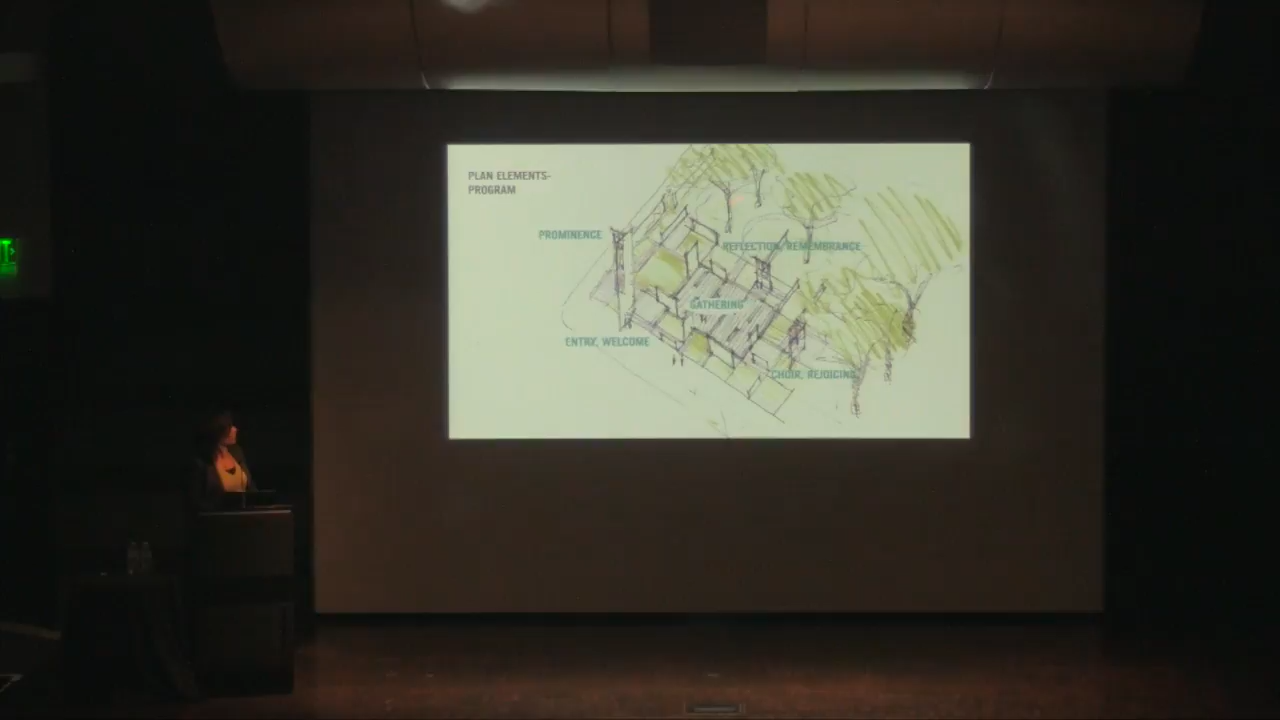 PLAN ELEMENTS-
PROGRAM
PROMINENCE
REFLECTION, REMEMBRANCE
GATHERING
ENTRY, WELCOME
CHOIR, REJOICING